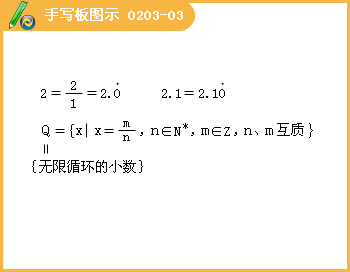 手写板图示 0203-03
2=2/1=2.0̇  2.1=2.10̇
Q={x|x=m/n,n∈N*,m∈Z,n、m互质}
=
{无限循环的小数}